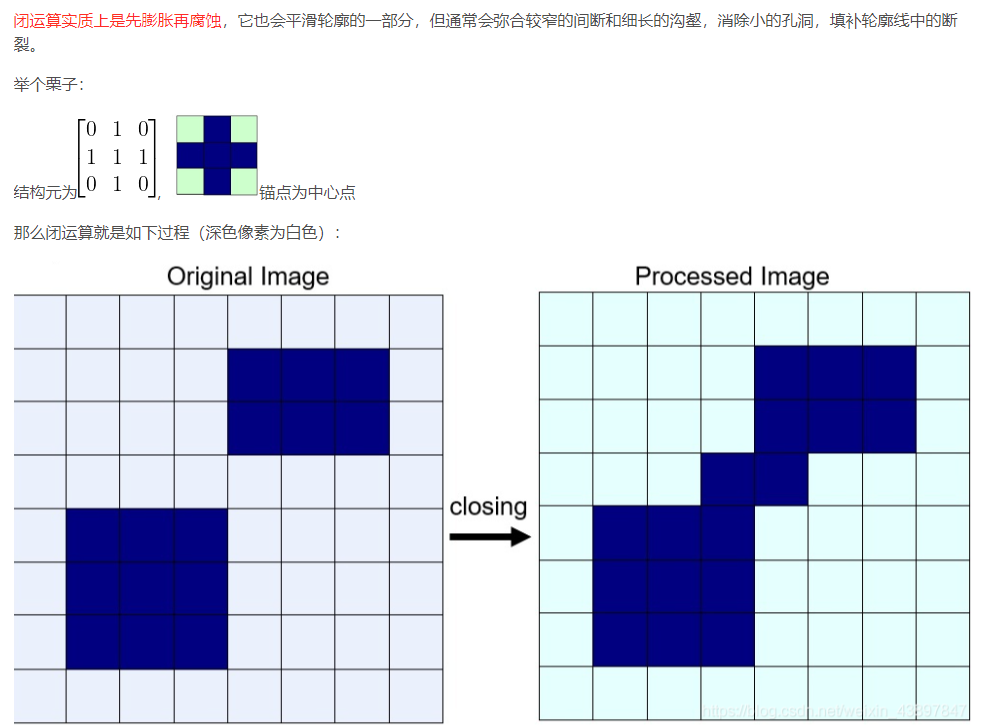 闭运算实质上是先膨胀再腐蚀，它也会平滑轮廓的一部分，但通常会弥合较窄的间断和细长的沟壑，消除小的孔洞，填补轮廓线中的断
裂。
举个栗子：
0 1 0
1 1 1
0 1 0
结构元为， 锚点为中心点
那么闭运算就是如下过程（深色像素为白色）：
Original Image
Processed Image
closing
https://blog.csdn.net/weixin_43897847